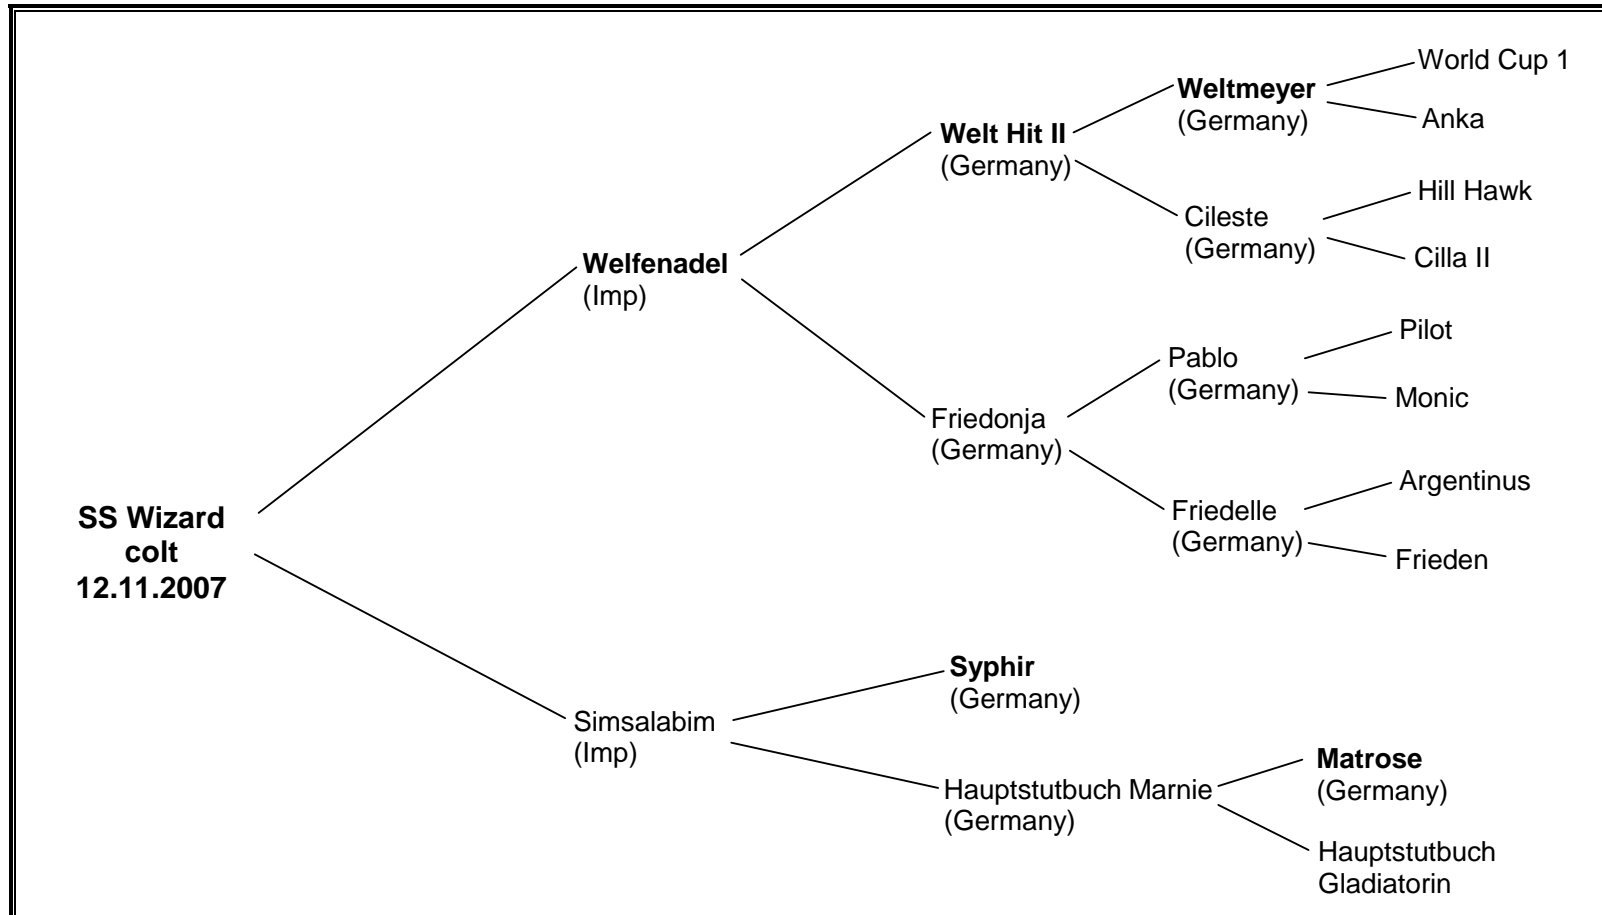 World Cup 1
Weltmeyer
(Germany)
Anka
Welt Hit II
(Germany)
Hill Hawk
Cileste
(Germany)
Cilla II
Welfenadel
(Imp)
Pilot
Pablo
(Germany)
Monic
Friedonja
(Germany)
Argentinus
Friedelle
(Germany)
Frieden
SS Wizard
colt
12.11.2007
Syphir
(Germany)
Simsalabim
(Imp)
Matrose
(Germany)
Hauptstutbuch Marnie
(Germany)
Hauptstutbuch
Gladiatorin